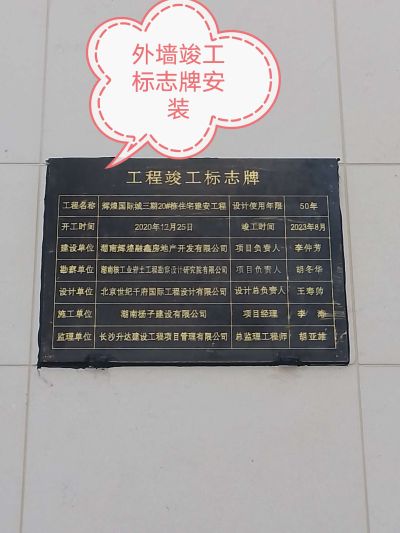 外墙竣工
标志牌安
装
工程竣工标志牌
工程名称 辉煌国际城三期20#栋住宅建安工程 设计使用年限 50年
开工时间 2020年12月25日 竣工时间 2023年8月
建设单位 湖南辉煌融鑫房地产开发有限公司 项目负责人 李仲芳
勘察单位 湖南核工业岩土工程勘察设计研究院有限公司 项目负责人 胡冬华
设计单位 北京世纪千府国际工程设计有限公司 设计总负责人 王寿帅
施工单位 湖南杨子建设有限公司 项目经理 李海
监理单位 长沙升达建设工程项目管理有限公司 总监理工程师 胡亚雄